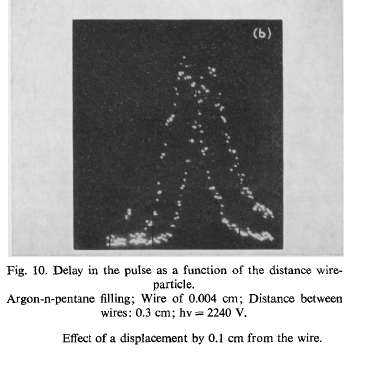 (b)
Fig. 10. Delay in the pulse as a function of the distance wire-
particle.
Argon-n-pentane filling; Wire of 0.004 cm; Distance between
wires: 0.3 cm; hv = 2240 V.
Effect of a displacement by 0.1 cm from the wire.